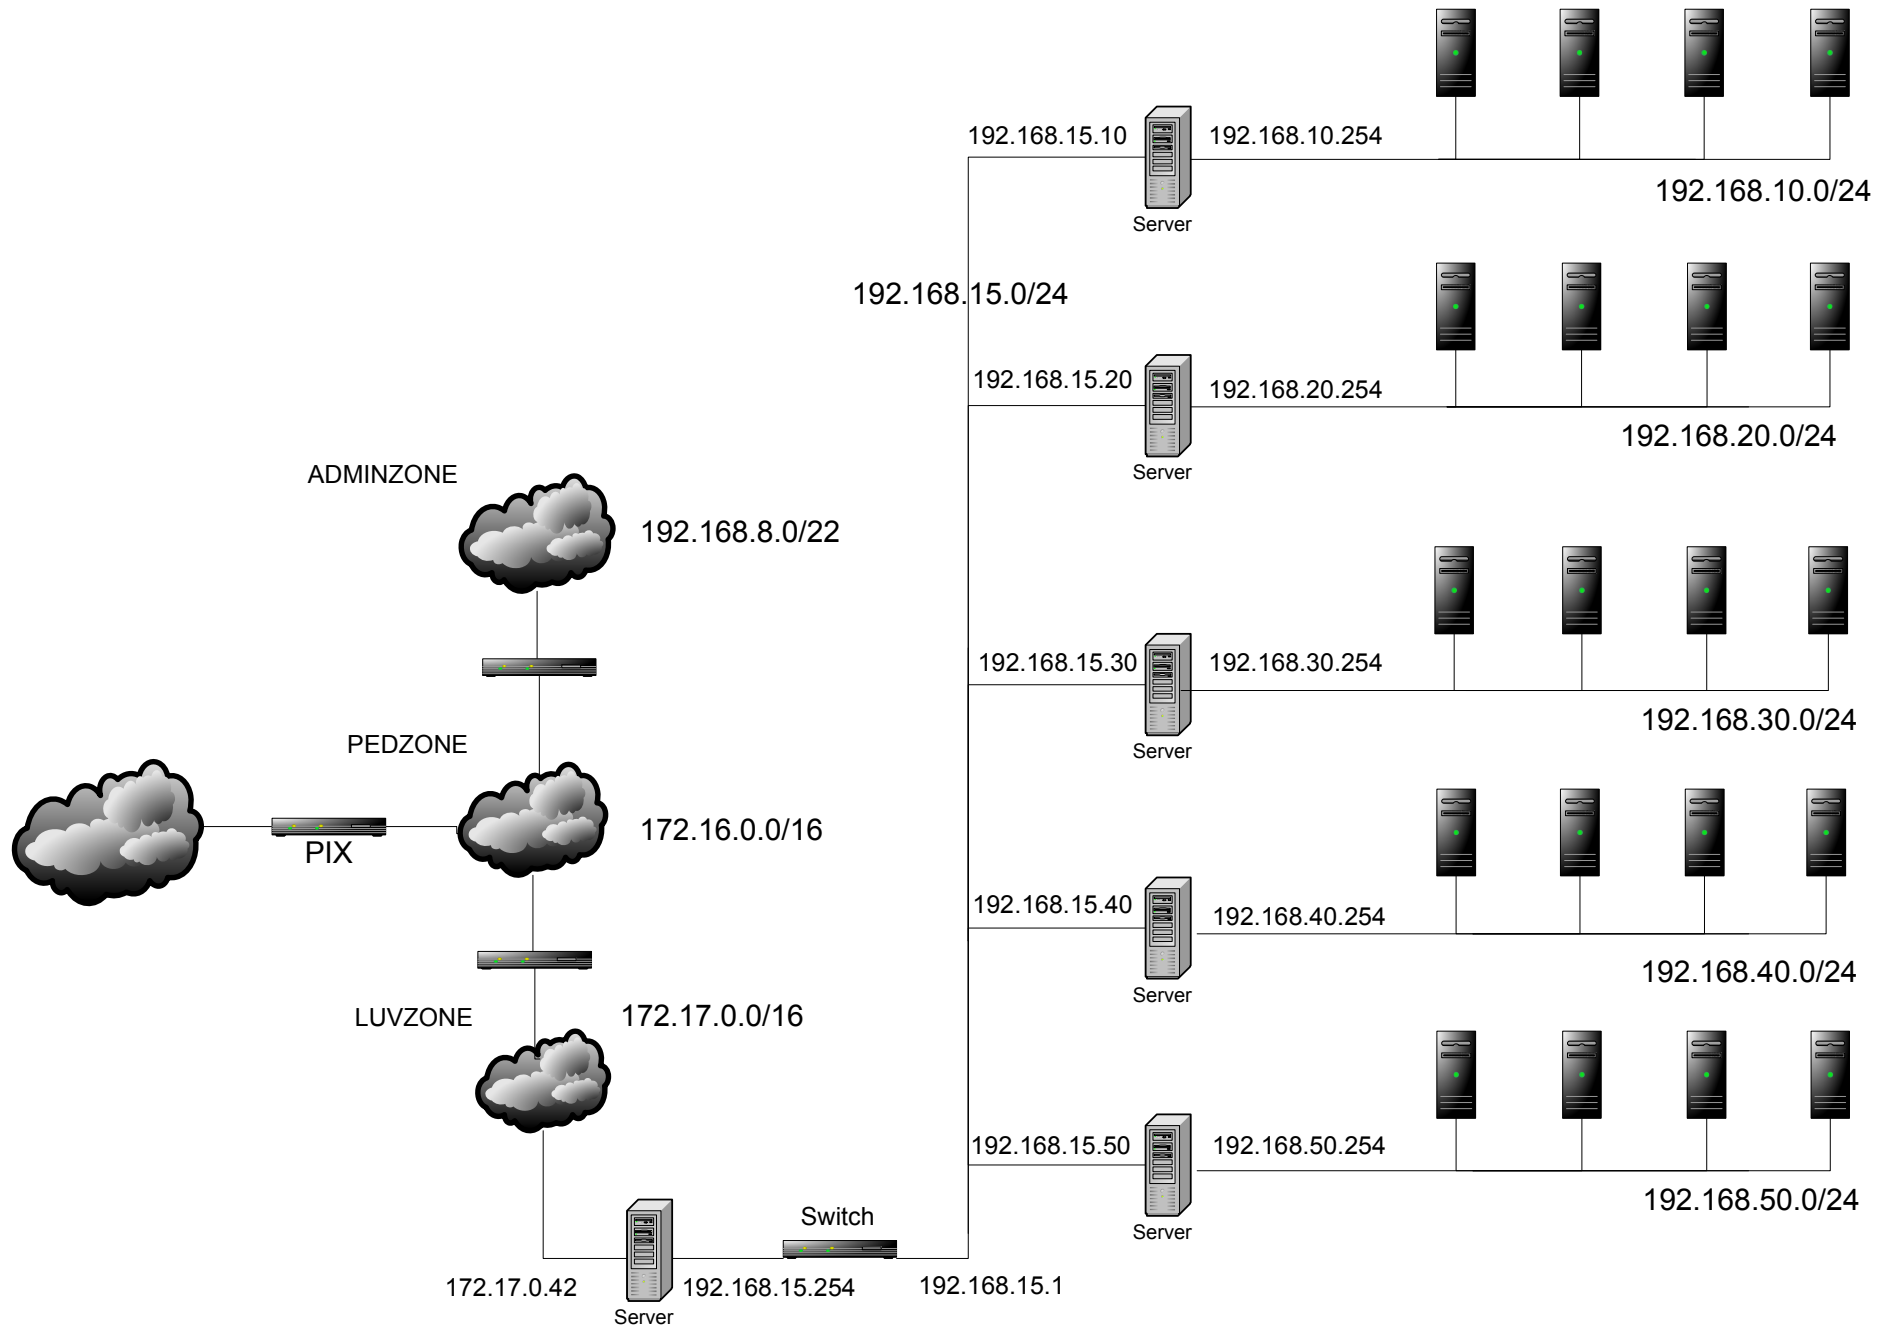 192.168.15.10
192.168.10.254
192.168.10.0/24
Server
192.168.15.0/24
192.168.15.20
192.168.20.254
192.168.20.0/24
Server
ADMINZONE
192.168.8.0/22
192.168.15.30
192.168.30.254
192.168.30.0/24
Server
PEDZONE
172.16.0.0/16
PIX
192.168.15.40
192.168.40.254
192.168.40.0/24
Server
LUVZONE
172.17.0.0/16
192.168.15.50
192.168.50.254
192.168.50.0/24
Server
Switch
172.17.0.42
192.168.15.254
192.168.15.1
Server